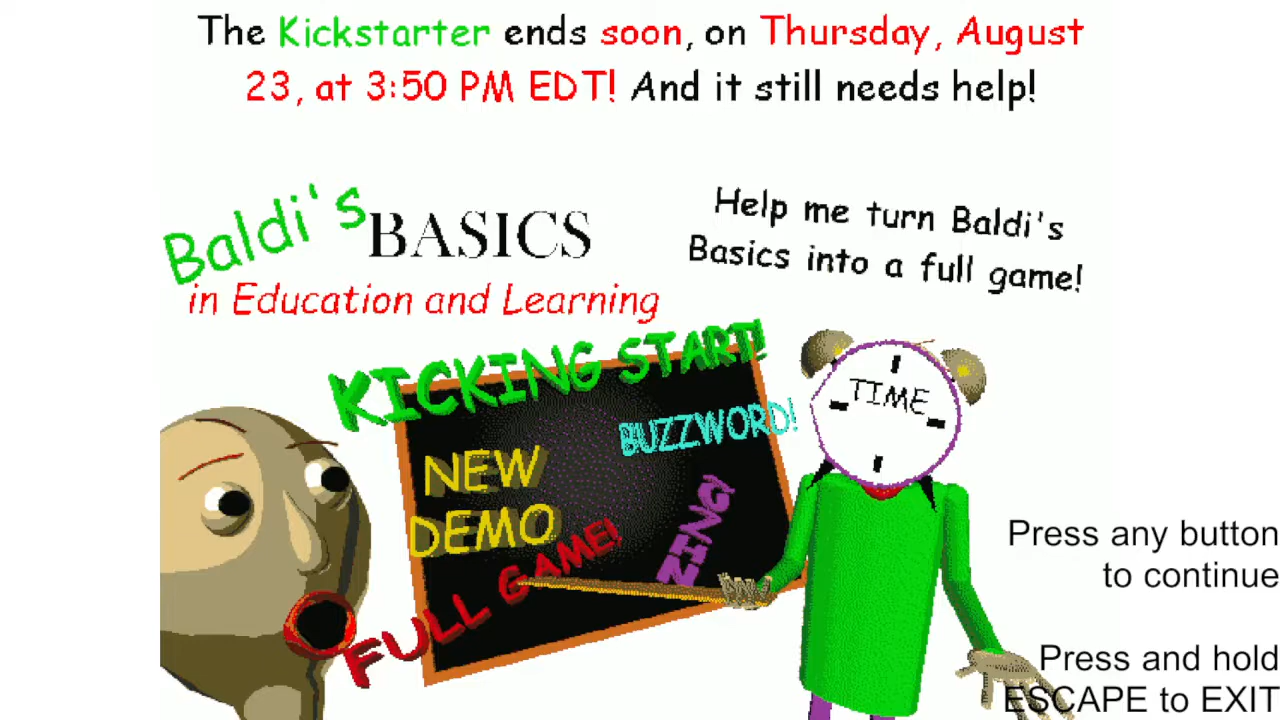 The Kickstarter ends soon, on Thursday, August
23, at 3:50 PM EDT! And it still needs help!
Baldi's BASICS
in Education and Learning
Help me turn Baldi's
Basics into a full game!
KICKING START!
BUZZWORD!
NEW
DEMO
ZING!
FULL GAME!
TIME
Press any button
to continue
Press and hold
ESCAPE to EXIT